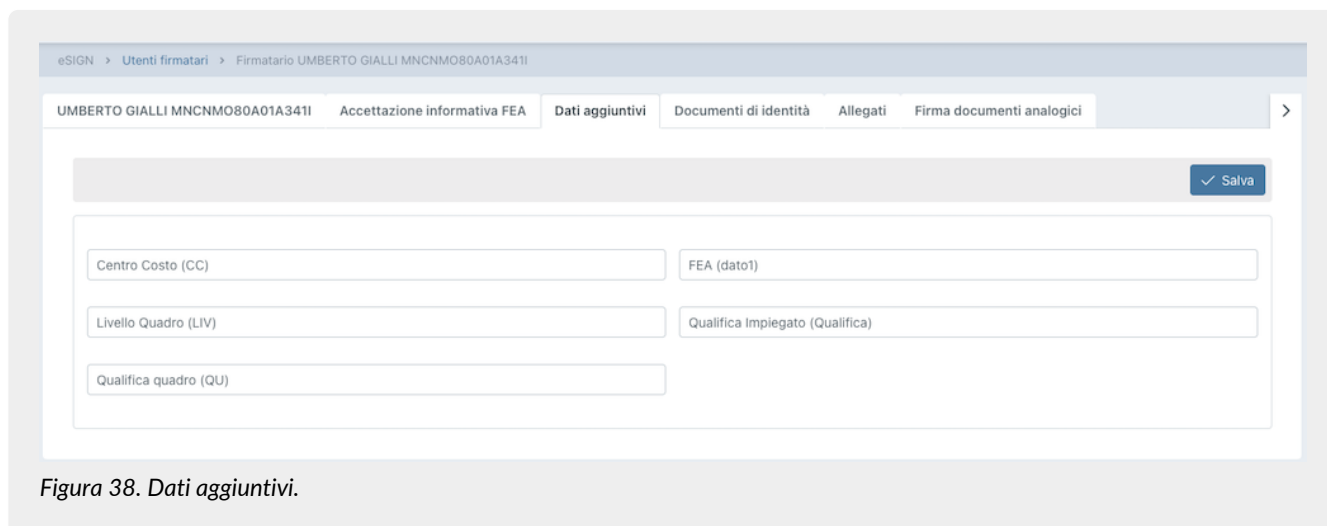 eSIGN > Utenti firmatari > Firmatario UMBERTO GIALLI MNCNMO80A01A341I
UMBERTO GIALLI MNCNMO80A01A341I Accettazione informativa FEA Dati aggiuntivi Documenti di identità Allegati Firma documenti analogici >
Salva
Centro Costo (CC) FEA (dato1)
Livello Quadro (LIV) Qualifica Impiegato (Qualifica)
Qualifica quadro (QU)
Figura 38. Dati aggiuntivi.